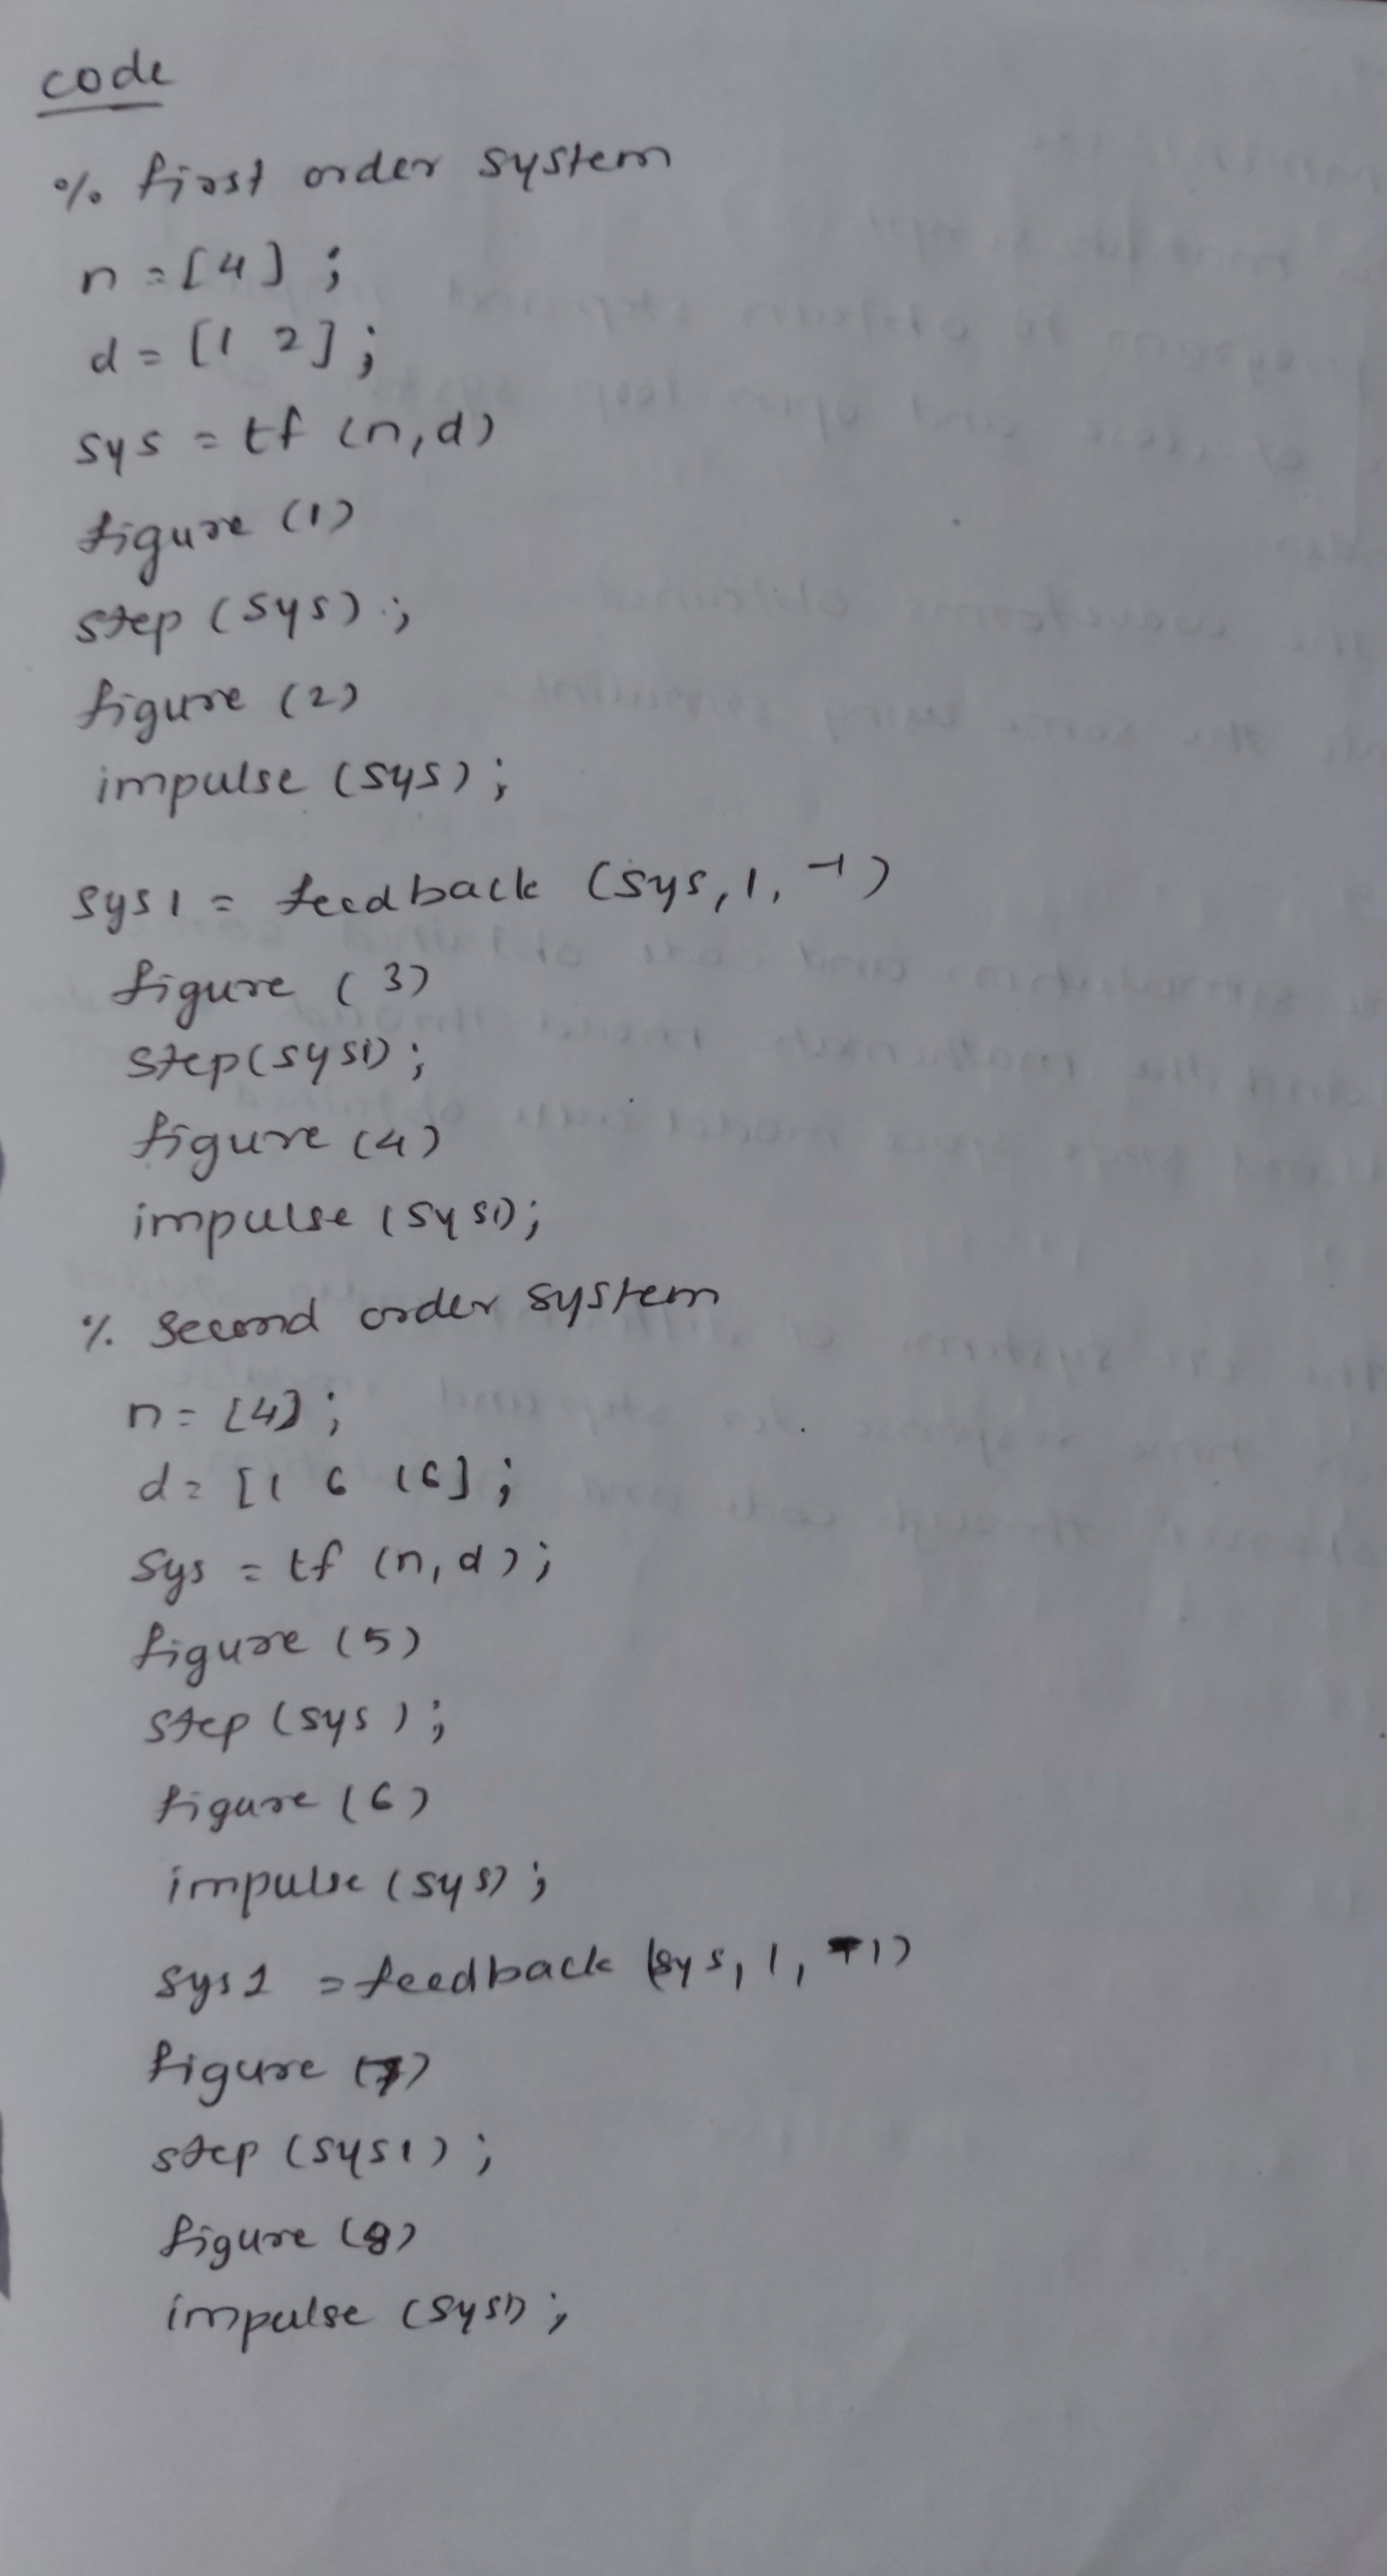 code
% first order system
n = [4] ;
d = [1 2] ;
sys = tf (n,d)
figure (1)
step (sys) ;
figure (2)
impulse (sys) ;
sys1 = feedback (sys,1,-1)
figure (3)
step(sys1);
figure (4)
impulse (sys1);
% second order system
n = [4] ;
d = [1 6 16] ;
sys = tf (n,d) ;
figure (5)
step (sys) ;
figure (6)
impulse (sys) ;
sys1 = feedback (sys, 1, -1)
figure (7)
step (sys1) ;
figure (8)
impulse (sys1) ;